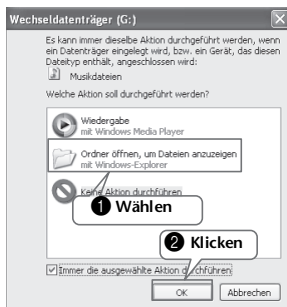 Wechseldatenträger (G:)
Es kann immer dieselbe Aktion durchgeführt werden, wenn
ein Datenträger eingelegt wird, bzw. ein Gerät, das diesen
Dateityp enthält, angeschlossen wird:
Musikdateien
Welche Aktion soll durchgeführt werden?
Wiedergabe
mit Windows Media Player
Ordner öffnen, um Dateien anzuzeigen
mit Windows-Explorer
Keine Aktion durchführen
1 Wählen
2 Klicken
Immer die ausgewählte Aktion durchführen
OK Abbrechen